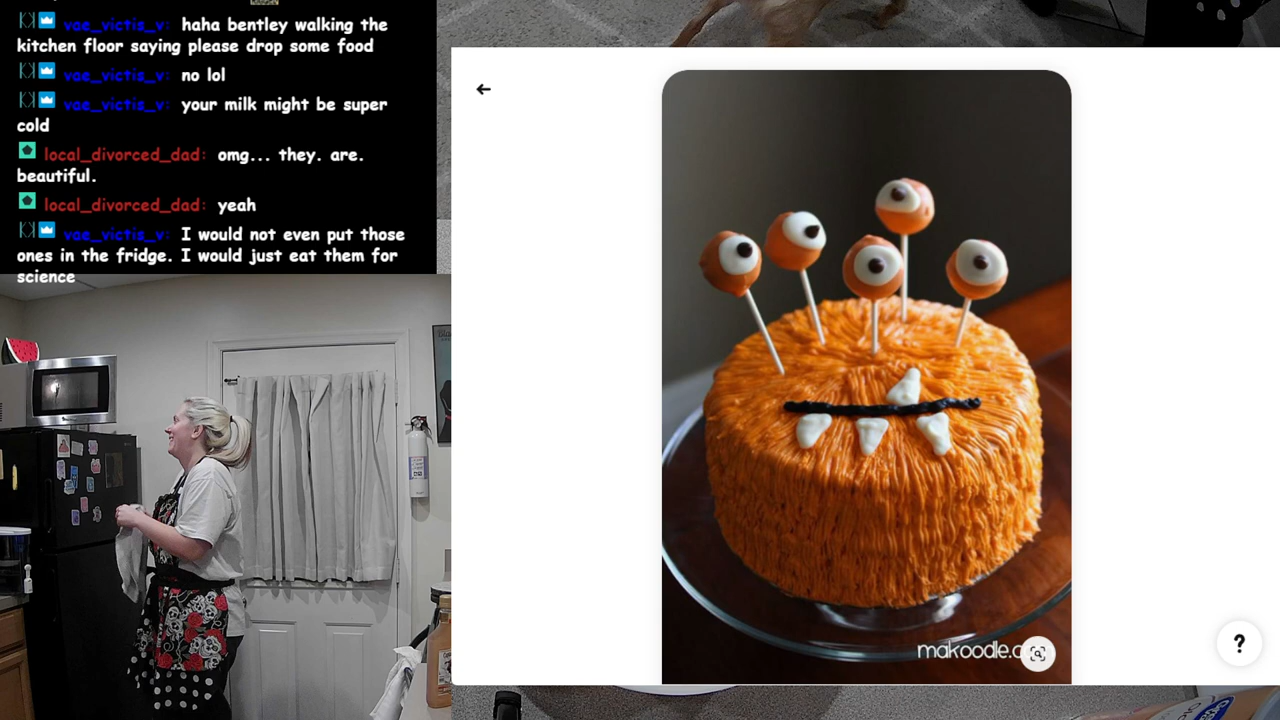 vae_victis_v: haha bentley walking the
kitchen floor saying please drop some food
vae_victis_v: no lol
vae_victis_v: your milk might be super
cold
local_divorced_dad: omg... they. are.
beautiful.
local_divorced_dad: yeah
vae_victis_v: I would not even put those
ones in the fridge. I would just eat them for
science
makoodle.c
?